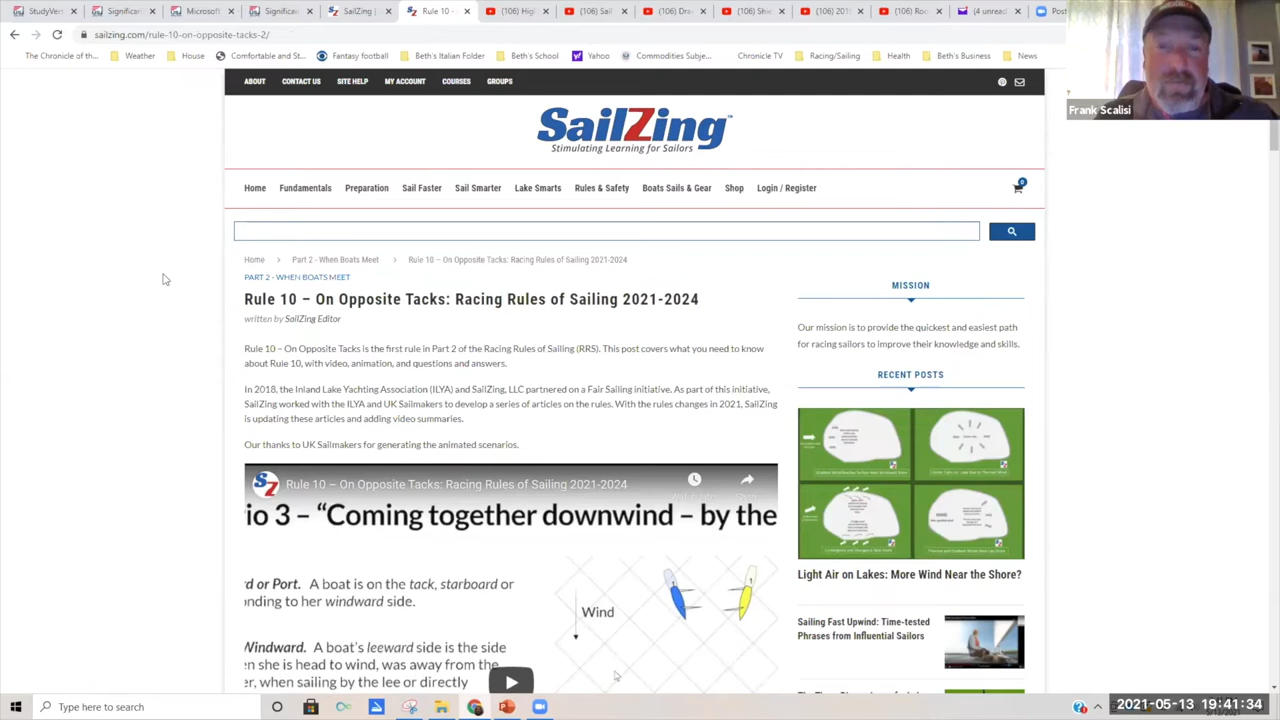 StudyVer
Significan
Microsoft
Significan
SailZing |
Rule 10 -
(106) High
(106) Sail
(106) Dra
(106) She
(106) 201
(106) Roo
(4 unread
Post
sailzing.com/rule-10-on-opposite-tacks-2/
The Chronicle of th...
Weather
House
Comfortable and St...
Fantasy football
Beth's Italian Folder
Beth's School
Yahoo
Commodities Subje...
Chronicle TV
Racing/Sailing
Health
Beth's Business
News
Frank Scalisi
ABOUT CONTACT US SITE HELP MY ACCOUNT COURSES GROUPS
SailZing™
Stimulating Learning for Sailors
Home Fundamentals Preparation Sail Faster Sail Smarter Lake Smarts Rules & Safety Boats Sails & Gear Shop Login / Register
0
Home > Part 2 - When Boats Meet > Rule 10 – On Opposite Tacks: Racing Rules of Sailing 2021-2024
PART 2 - WHEN BOATS MEET
Rule 10 – On Opposite Tacks: Racing Rules of Sailing 2021-2024
written by SailZing Editor
Rule 10 – On Opposite Tacks is the first rule in Part 2 of the Racing Rules of Sailing (RRS). This post covers what you need to know
about Rule 10, with video, animation, and questions and answers.
In 2018, the Inland Lake Yachting Association (ILYA) and SailZing, LLC partnered on a Fair Sailing initiative. As part of this initiative,
SailZing worked with the ILYA and UK Sailmakers to develop a series of articles on the rules. With the rules changes in 2021, SailZing
is updating these articles and adding video summaries.
Our thanks to UK Sailmakers for generating the animated scenarios.
SZ
Rule 10 – On Opposite Tacks: Racing Rules of Sailing 2021-2024
io 3 – “Coming together downwind – by the
rd or Port. A boat is on the tack, starboard or
onding to her windward side.
Wind
Windward. A boat's leeward side is the side
en she is head to wind, was away from the
er, when sailing by the lee or directly
MISSION
Our mission is to provide the quickest and easiest path
for racing sailors to improve their knowledge and skills.
RECENT POSTS
Light Air on Lakes: More Wind Near the Shore?
Sailing Fast Upwind: Time-tested
Phrases from Influential Sailors
Type here to search
2021-05-13 19:41:34